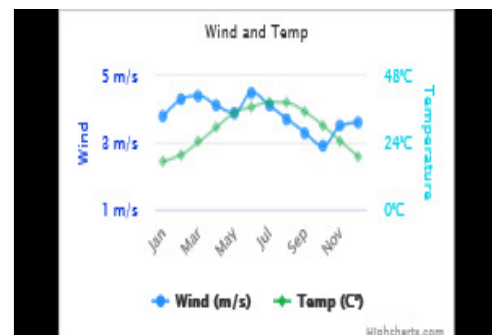 Wind and Temp
5 m/s
48°C
3 m/s
24°C
1 m/s
0°C
Wind
Temperature
Jan
Mar
May
Jul
Sep
Nov
Wind (m/s)
Temp (C°)
Highcharts.com